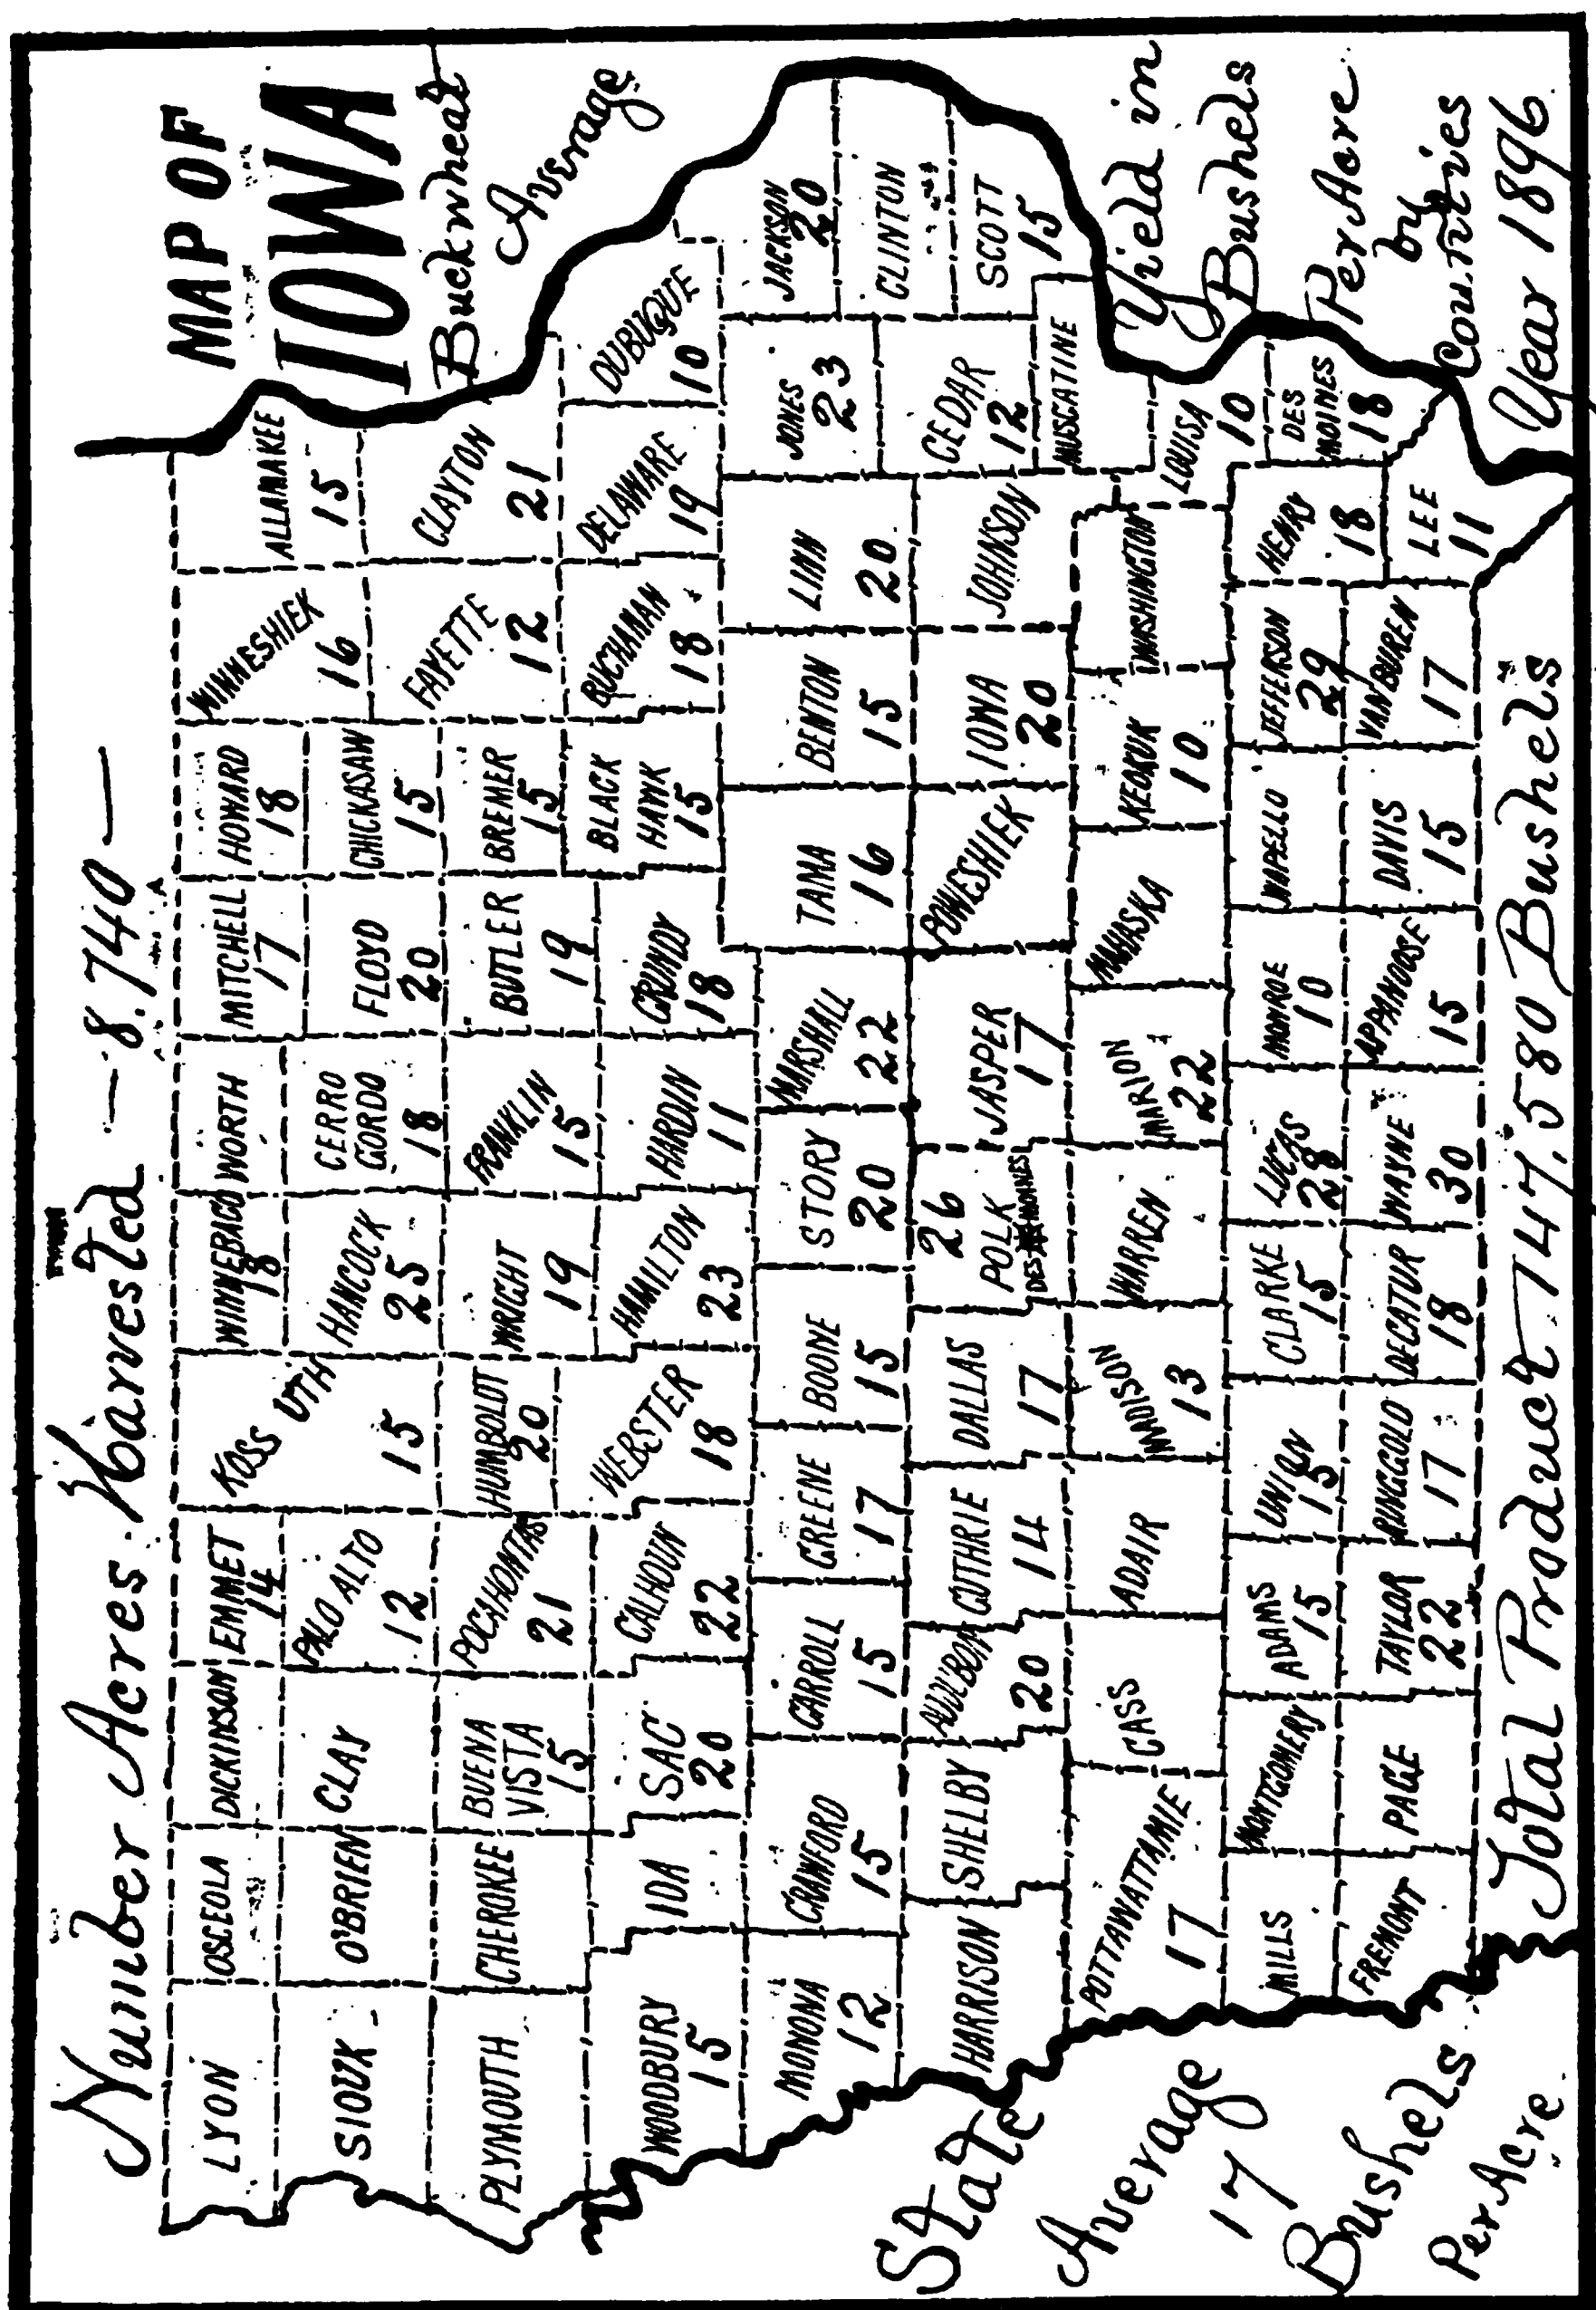 Number Acres Harvested — 8.740 —
MAP OF
IOWA
Buckwheat
Average
Yield in
Bushels
Per Acre
by
Counties
Year 1896
LYON
OSCEOLA
DICKINSON
EMMET
14
WINNEBAGO
18
WORTH
MITCHELL
17
HOWARD
18
WINNESHIEK
16
ALLAMAKEE
15
KOSS UTH
15
SIOUX
O'BRIEN
CLAY
PALO ALTO
12
HANCOCK
25
CERRO
GORDO
18
FLOYD
20
CHICKASAW
15
FAYETTE
12
CLAYTON
21
PLYMOUTH
CHEROKEE
BUENA
VISTA
15
POCAHONTAS
21
HUMBOLDT
20
WRIGHT
19
FRANKLIN
15
BUTLER
19
BREMER
15
WOODBURY
15
IDA
SAC
20
CALHOUN
22
WEBSTER
18
HAMILTON
23
HARDIN
11
GRUNDY
18
BLACK
HAWK
15
BUCHANAN
18
DELAWARE
19
DUBUQUE
10
MONONA
12
CRAWFORD
15
CARROLL
15
GREENE
17
BOONE
15
STORY
20
MARSHALL
22
TAMA
16
BENTON
15
LINN
20
JONES
23
JACKSON
20
CLINTON
HARRISON
SHELBY
AUDUBON
20
GUTHRIE
14
DALLAS
17
26
POLK
DES MOINES
JASPER
17
POWESHIEK
IOWA
20
JOHNSON
CEDAR
12
SCOTT
15
MUSCATINE
POTTAWATTAMIE
17
CASS
ADAIR
MADISON
13
WARREN
MARION
22
MAHASKA
KEOKUK
10
WASHINGTON
LOUISA
10
MILLS
MONTGOMERY
ADAMS
15
UNION
15
CLARKE
15
LUCAS
28
MONROE
10
WAPELLO
JEFFERSON
29
HENRY
18
DES
MOINES
18
FREMONT
PAGE
TAYLOR
22
RINGGOLD
17
DECATUR
18
WAYNE
30
APPANOOSE
15
DAVIS
15
VAN BUREN
17
LEE
11
State
Average
17
Bushels
Per Acre.
Total Product 147,580 Bushels